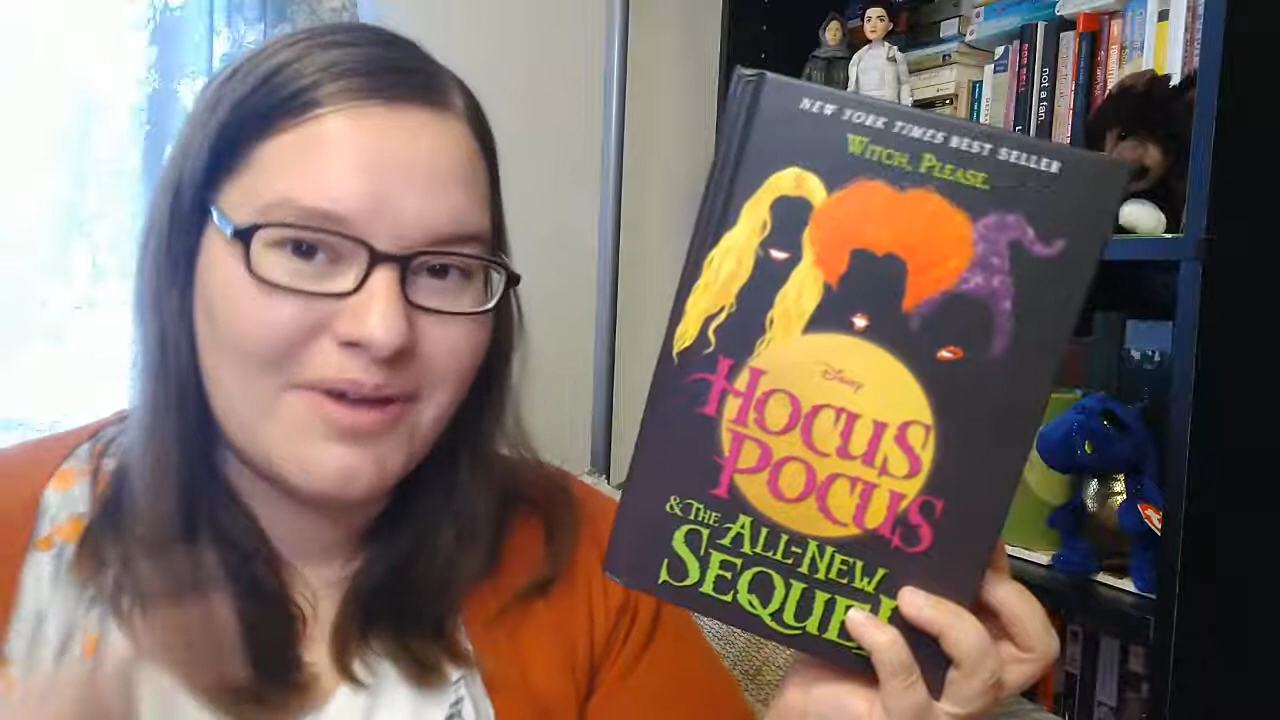 NEW YORK TIMES BEST SELLER
WITCH, PLEASE.
Disney
HOCUS
POCUS
& THE ALL-NEW
SEQUEL
not a fan.